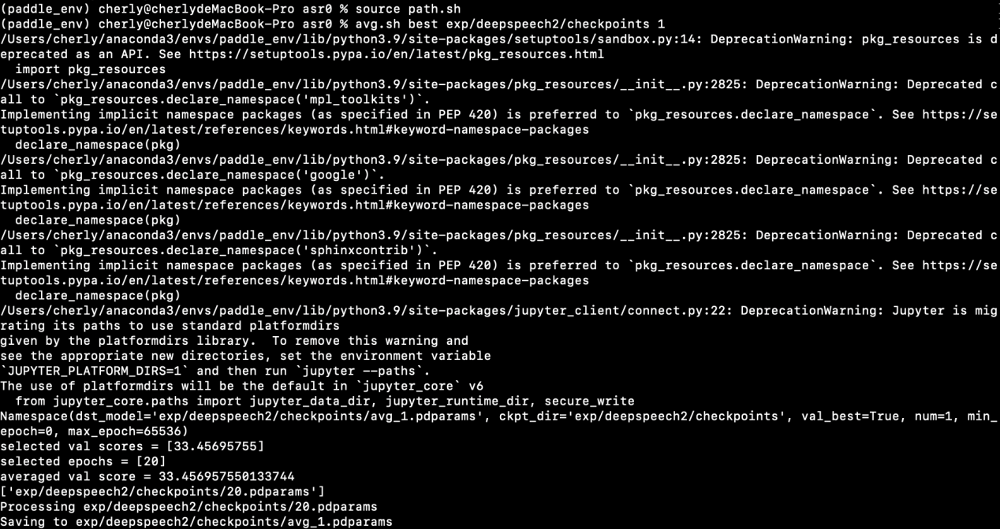 (paddle_env) cherly@cherlydeMacBook-Pro asr0 % source path.sh
(paddle_env) cherly@cherlydeMacBook-Pro asr0 % avg.sh best exp/deepspeech2/checkpoints 1
/Users/cherly/anaconda3/envs/paddle_env/lib/python3.9/site-packages/setuptools/sandbox.py:14: DeprecationWarning: pkg_resources is d
eprecated as an API. See https://setuptools.pypa.io/en/latest/pkg_resources.html
  import pkg_resources
/Users/cherly/anaconda3/envs/paddle_env/lib/python3.9/site-packages/pkg_resources/__init__.py:2825: DeprecationWarning: Deprecated c
all to `pkg_resources.declare_namespace('mpl_toolkits')`.
Implementing implicit namespace packages (as specified in PEP 420) is preferred to `pkg_resources.declare_namespace`. See https://se
tuptools.pypa.io/en/latest/references/keywords.html#keyword-namespace-packages
  declare_namespace(pkg)
/Users/cherly/anaconda3/envs/paddle_env/lib/python3.9/site-packages/pkg_resources/__init__.py:2825: DeprecationWarning: Deprecated c
all to `pkg_resources.declare_namespace('google')`.
Implementing implicit namespace packages (as specified in PEP 420) is preferred to `pkg_resources.declare_namespace`. See https://se
tuptools.pypa.io/en/latest/references/keywords.html#keyword-namespace-packages
  declare_namespace(pkg)
/Users/cherly/anaconda3/envs/paddle_env/lib/python3.9/site-packages/pkg_resources/__init__.py:2825: DeprecationWarning: Deprecated c
all to `pkg_resources.declare_namespace('sphinxcontrib')`.
Implementing implicit namespace packages (as specified in PEP 420) is preferred to `pkg_resources.declare_namespace`. See https://se
tuptools.pypa.io/en/latest/references/keywords.html#keyword-namespace-packages
  declare_namespace(pkg)
/Users/cherly/anaconda3/envs/paddle_env/lib/python3.9/site-packages/jupyter_client/connect.py:22: DeprecationWarning: Jupyter is mig
rating its paths to use standard platformdirs
given by the platformdirs library.  To remove this warning and
see the appropriate new directories, set the environment variable
`JUPYTER_PLATFORM_DIRS=1` and then run `jupyter --paths`.
The use of platformdirs will be the default in `jupyter_core` v6
  from jupyter_core.paths import jupyter_data_dir, jupyter_runtime_dir, secure_write
Namespace(dst_model='exp/deepspeech2/checkpoints/avg_1.pdparams', ckpt_dir='exp/deepspeech2/checkpoints', val_best=True, num=1, min_
epoch=0, max_epoch=65536)
selected val scores = [33.45695755]
selected epochs = [20]
averaged val score = 33.456957550133744
['exp/deepspeech2/checkpoints/20.pdparams']
Processing exp/deepspeech2/checkpoints/20.pdparams
Saving to exp/deepspeech2/checkpoints/avg_1.pdparams